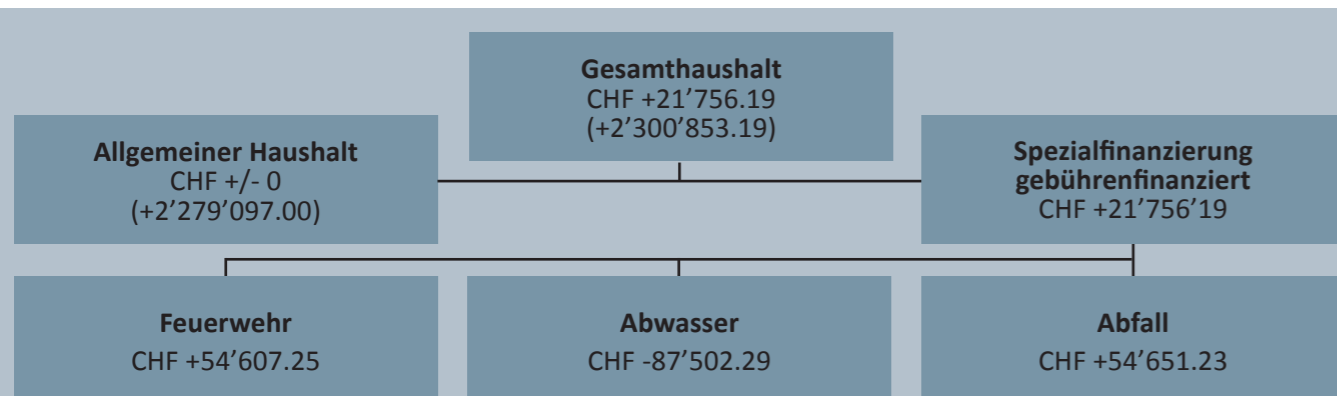 Gesamthaushalt
CHF +21’756.19
(+2’300’853.19)
Allgemeiner Haushalt
CHF +/- 0
(+2’279’097.00)
Spezialfinanzierung
gebührenfinanziert
CHF +21’756’19
Feuerwehr
CHF +54’607.25
Abwasser
CHF -87’502.29
Abfall
CHF +54’651.23